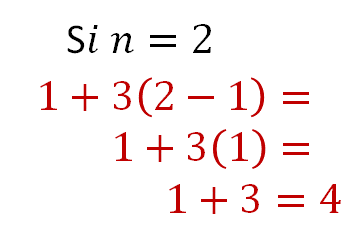 Si n = 2
1 + 3(2 − 1) =
1 + 3(1) =
1 + 3 = 4